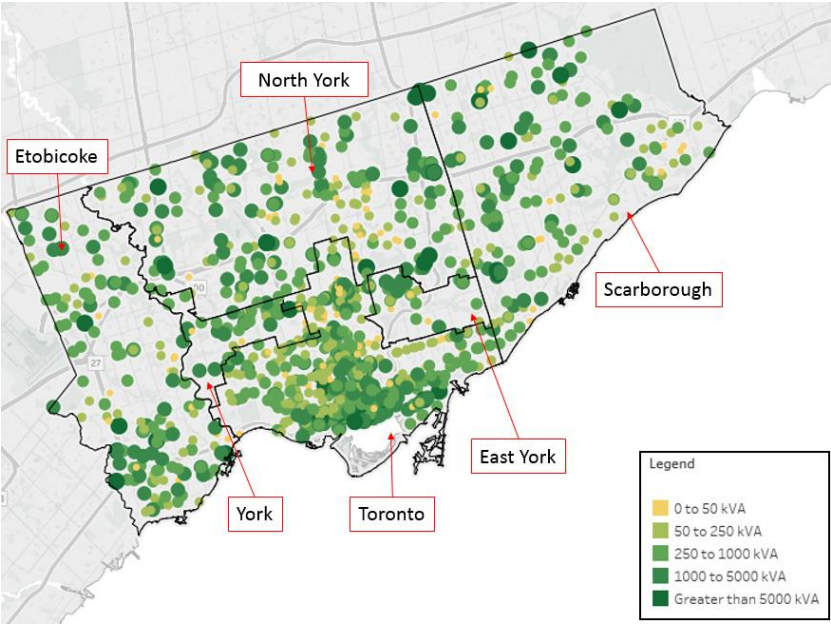 North York
Etobicoke
Scarborough
27
East York
York
Toronto
Legend
0 to 50 kVA
50 to 250 kVA
250 to 1000 kVA
1000 to 5000 kVA
Greater than 5000 kVA